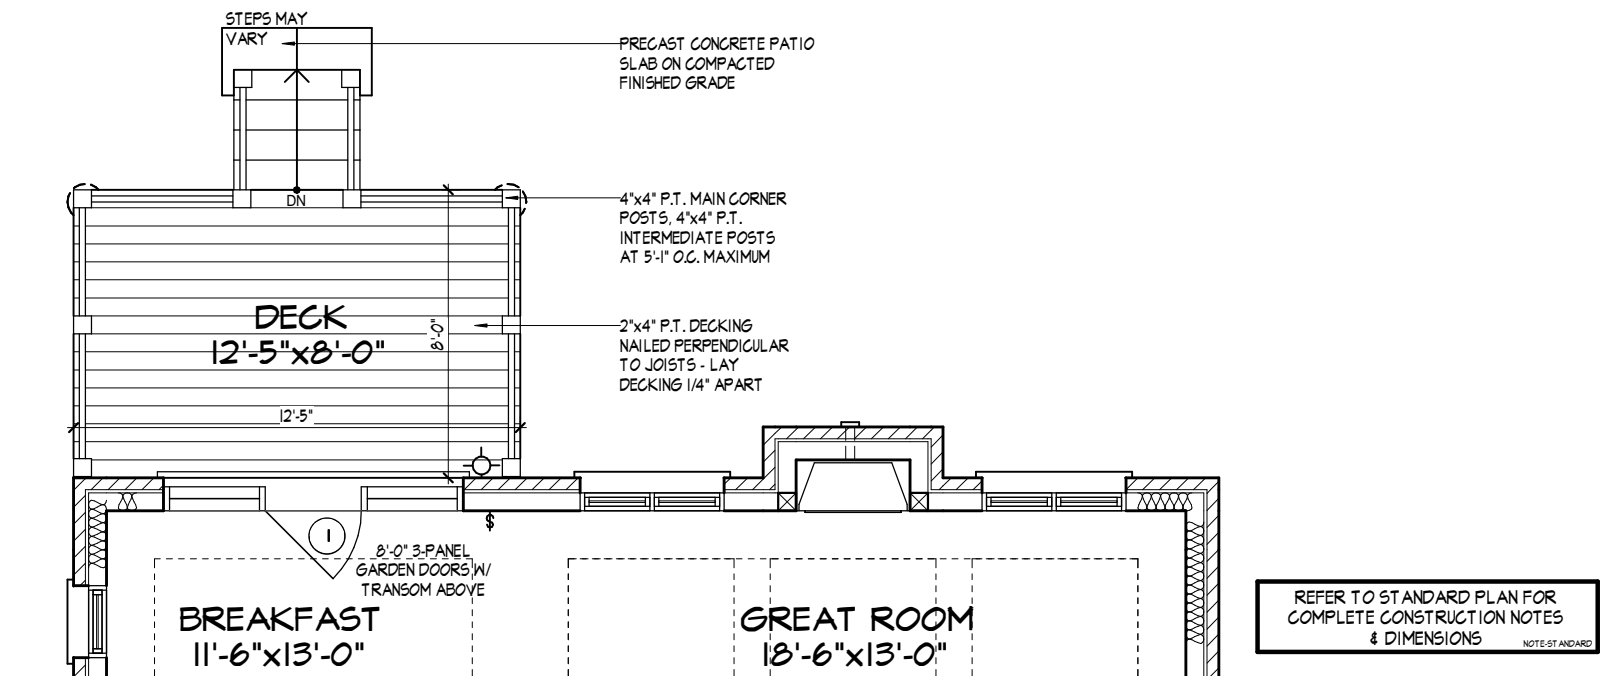 STEPS MAY
VARY
PRECAST CONCRETE PATIO
SLAB ON COMPACTED
FINISHED GRADE
DN
4"x4" P.T. MAIN CORNER
POSTS, 4"x4" P.T.
INTERMEDIATE POSTS
AT 5'-1" O.C. MAXIMUM
DECK
12'-5"x8'-0"
8'-0"
2"x4" P.T. DECKING
NAILED PERPENDICULAR
TO JOISTS - LAY
DECKING 1/4" APART
12'-5"
$
1
8'-0" 3-PANEL
GARDEN DOORS W/
TRANSOM ABOVE
BREAKFAST
11'-6"x13'-0"
GREAT ROOM
18'-6"x13'-0"
REFER TO STANDARD PLAN FOR
COMPLETE CONSTRUCTION NOTES
& DIMENSIONS
NOTE-STANDARD